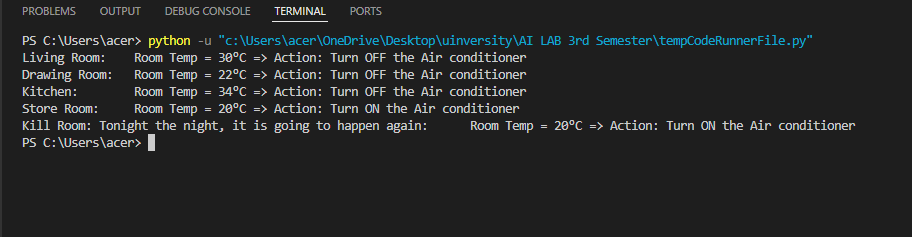 PROBLEMS OUTPUT DEBUG CONSOLE TERMINAL PORTS
PS C:\Users\acer> python -u "c:\Users\acer\OneDrive\Desktop\uinversity\AI LAB 3rd Semester\tempCodeRunnerFile.py"
Living Room: Room Temp = 30°C => Action: Turn OFF the Air conditioner
Drawing Room: Room Temp = 22°C => Action: Turn OFF the Air conditioner
Kitchen: Room Temp = 34°C => Action: Turn OFF the Air conditioner
Store Room: Room Temp = 20°C => Action: Turn ON the Air conditioner
Kill Room: Tonight the night, it is going to happen again: Room Temp = 20°C => Action: Turn ON the Air conditioner
PS C:\Users\acer>